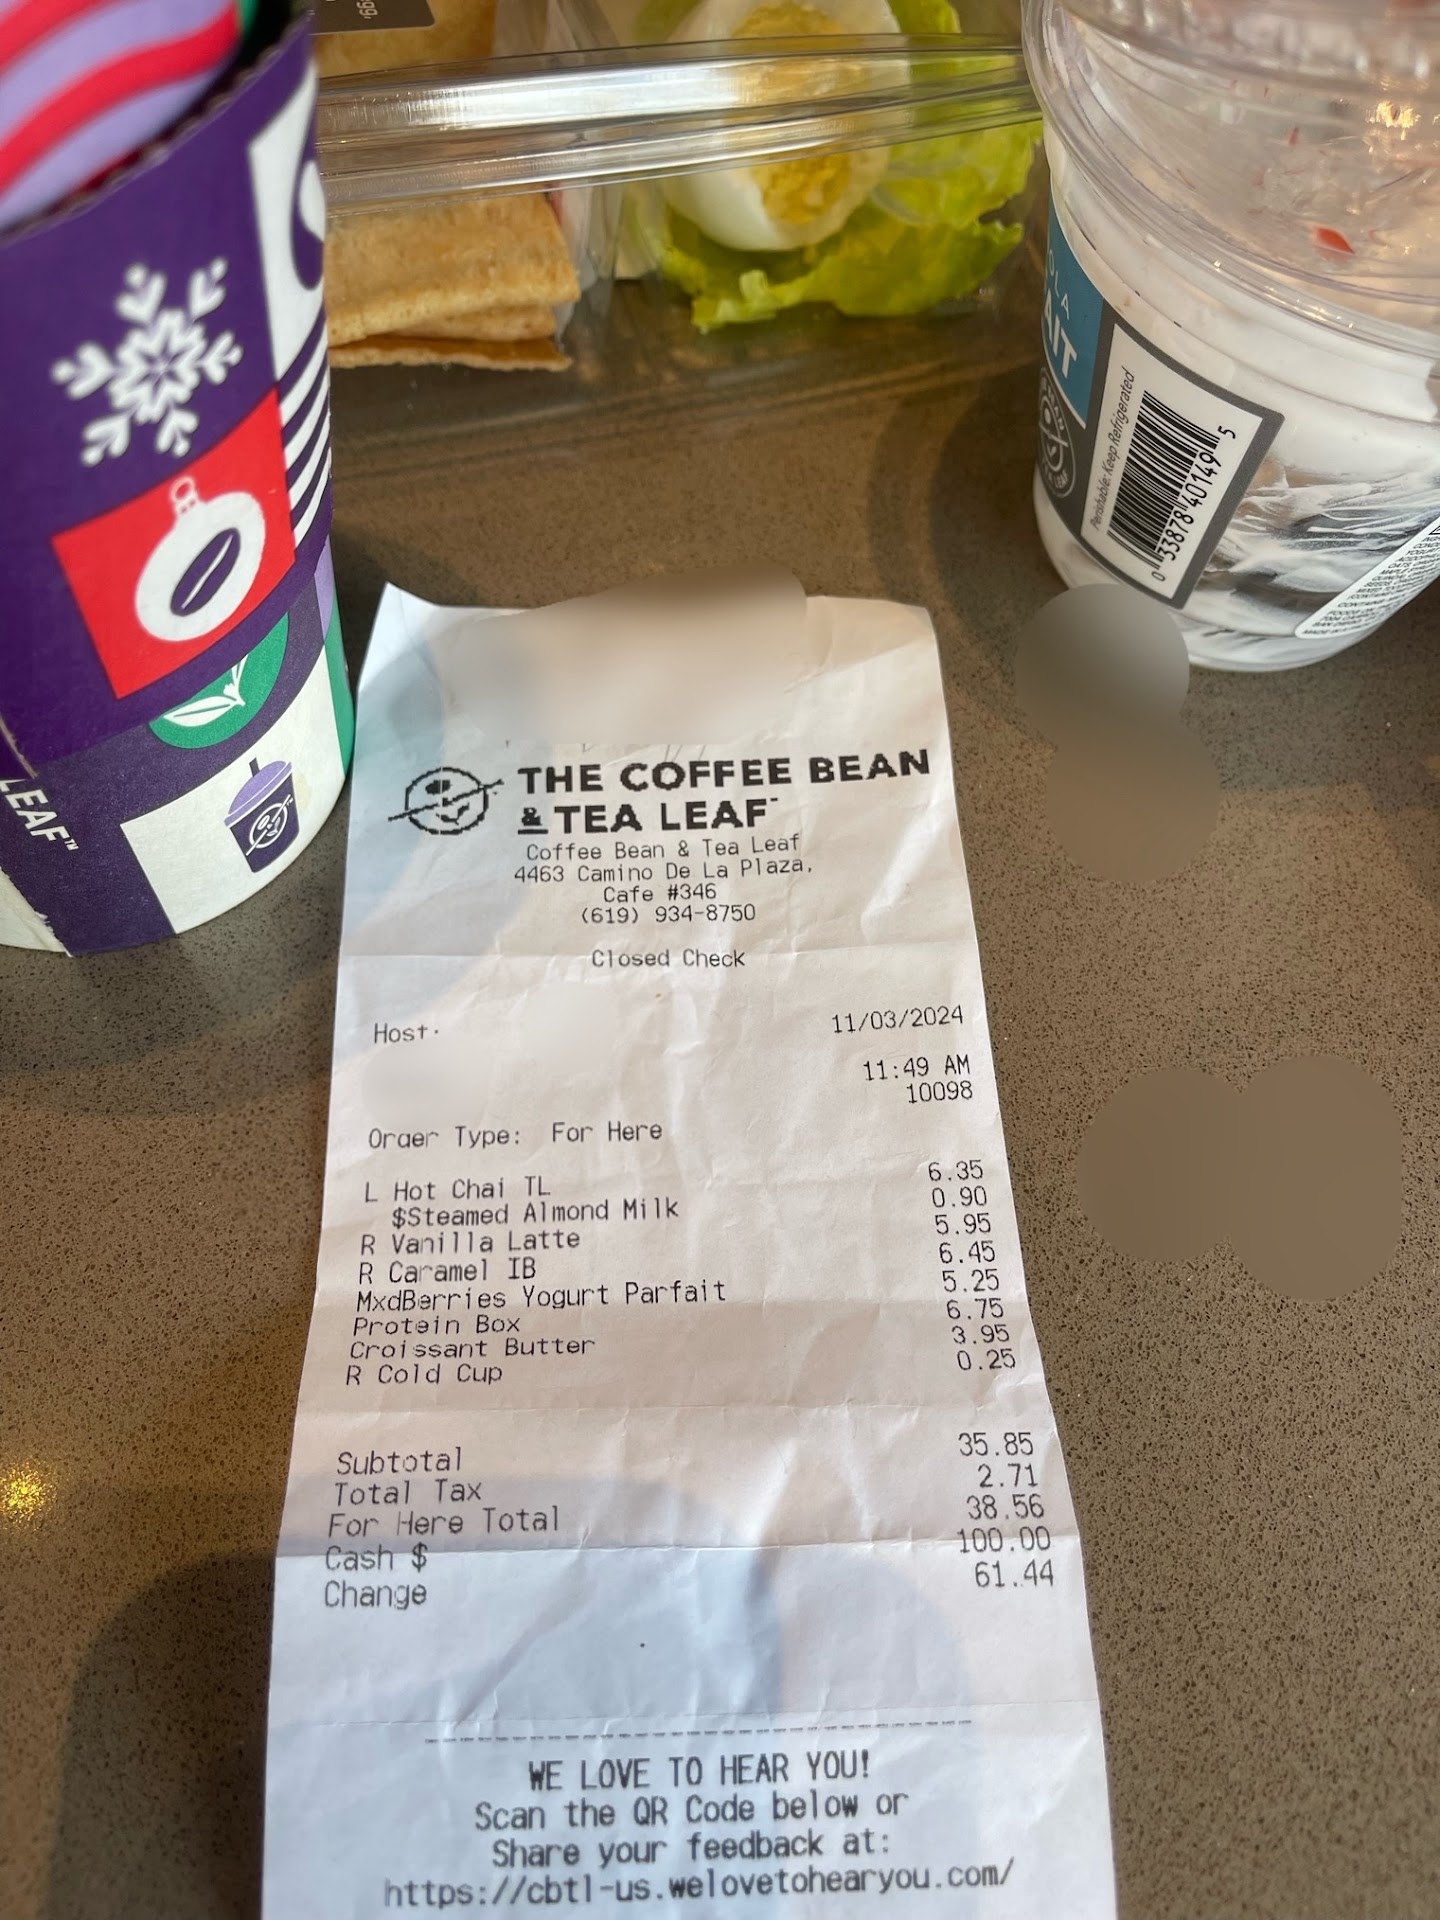 THE COFFEE BEAN
& TEA LEAF
Coffee Bean & Tea Leaf
4463 Camino De La Plaza,
Cafe #346
(619) 934-8750
Closed Check
Host:
11/03/2024
11:49 AM
10098
Order Type: For Here
L Hot Chai TL 6.35
$Steamed Almond Milk 0.90
R Vanilla Latte 5.95
R Caramel IB 6.45
MxdBerries Yogurt Parfait 5.25
Protein Box 6.75
Croissant Butter 3.95
R Cold Cup 0.25
Subtotal 35.85
Total Tax 2.71
For Here Total 38.56
Cash $ 100.00
Change 61.44
WE LOVE TO HEAR YOU!
Scan the QR Code below or
Share your feedback at:
https://cbtl-us.welovetohearyou.com/
LEAF™
Perishable: Keep Refrigerated
0 33878 40149 5